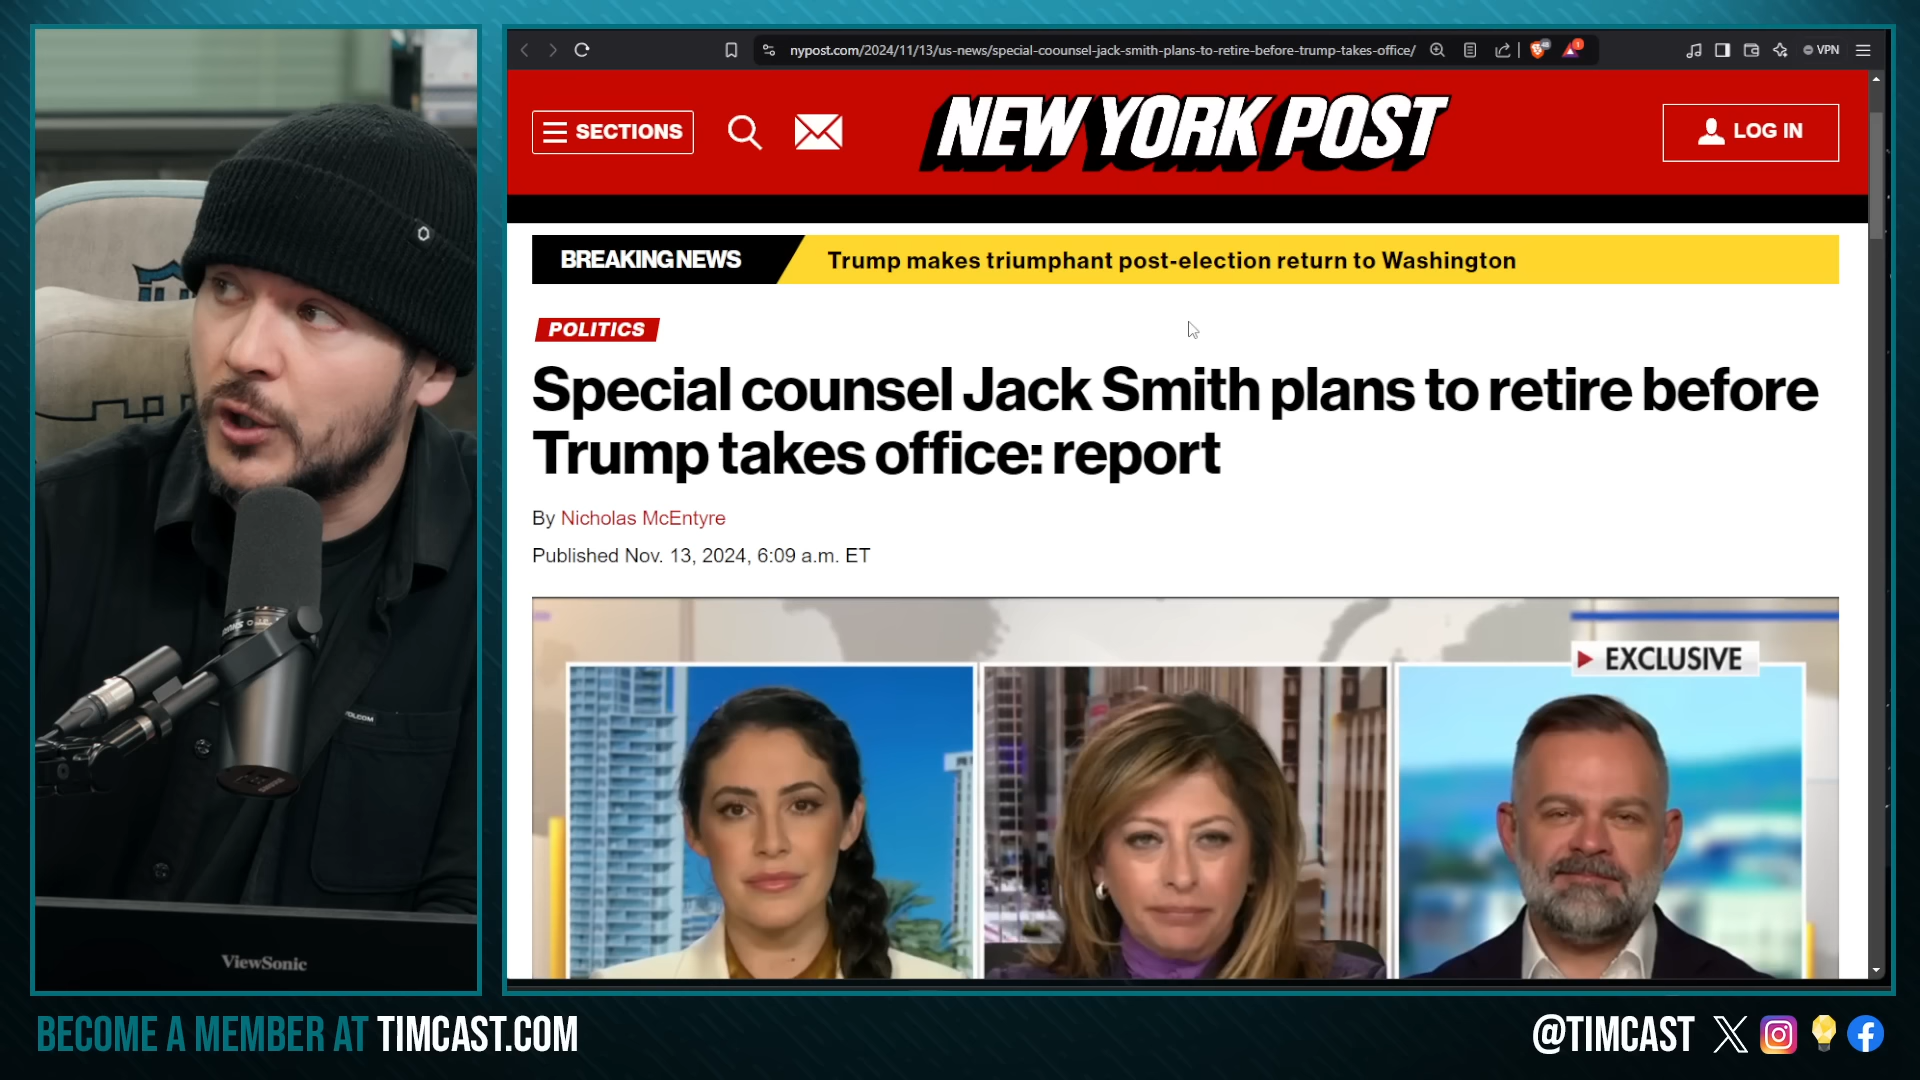 nypost.com/2024/11/13/us-news/special-coounsel-jack-smith-plans-to-retire-before-trump-takes-office/
VPN
SECTIONS
NEW YORK POST
LOG IN
BREAKING NEWS
Trump makes triumphant post-election return to Washington
POLITICS
Special counsel Jack Smith plans to retire before
Trump takes office: report
By Nicholas McEntyre
Published Nov. 13, 2024, 6:09 a.m. ET
EXCLUSIVE
VOLCOM
ViewSonic
BECOME A MEMBER AT TIMCAST.COM
@TIMCAST